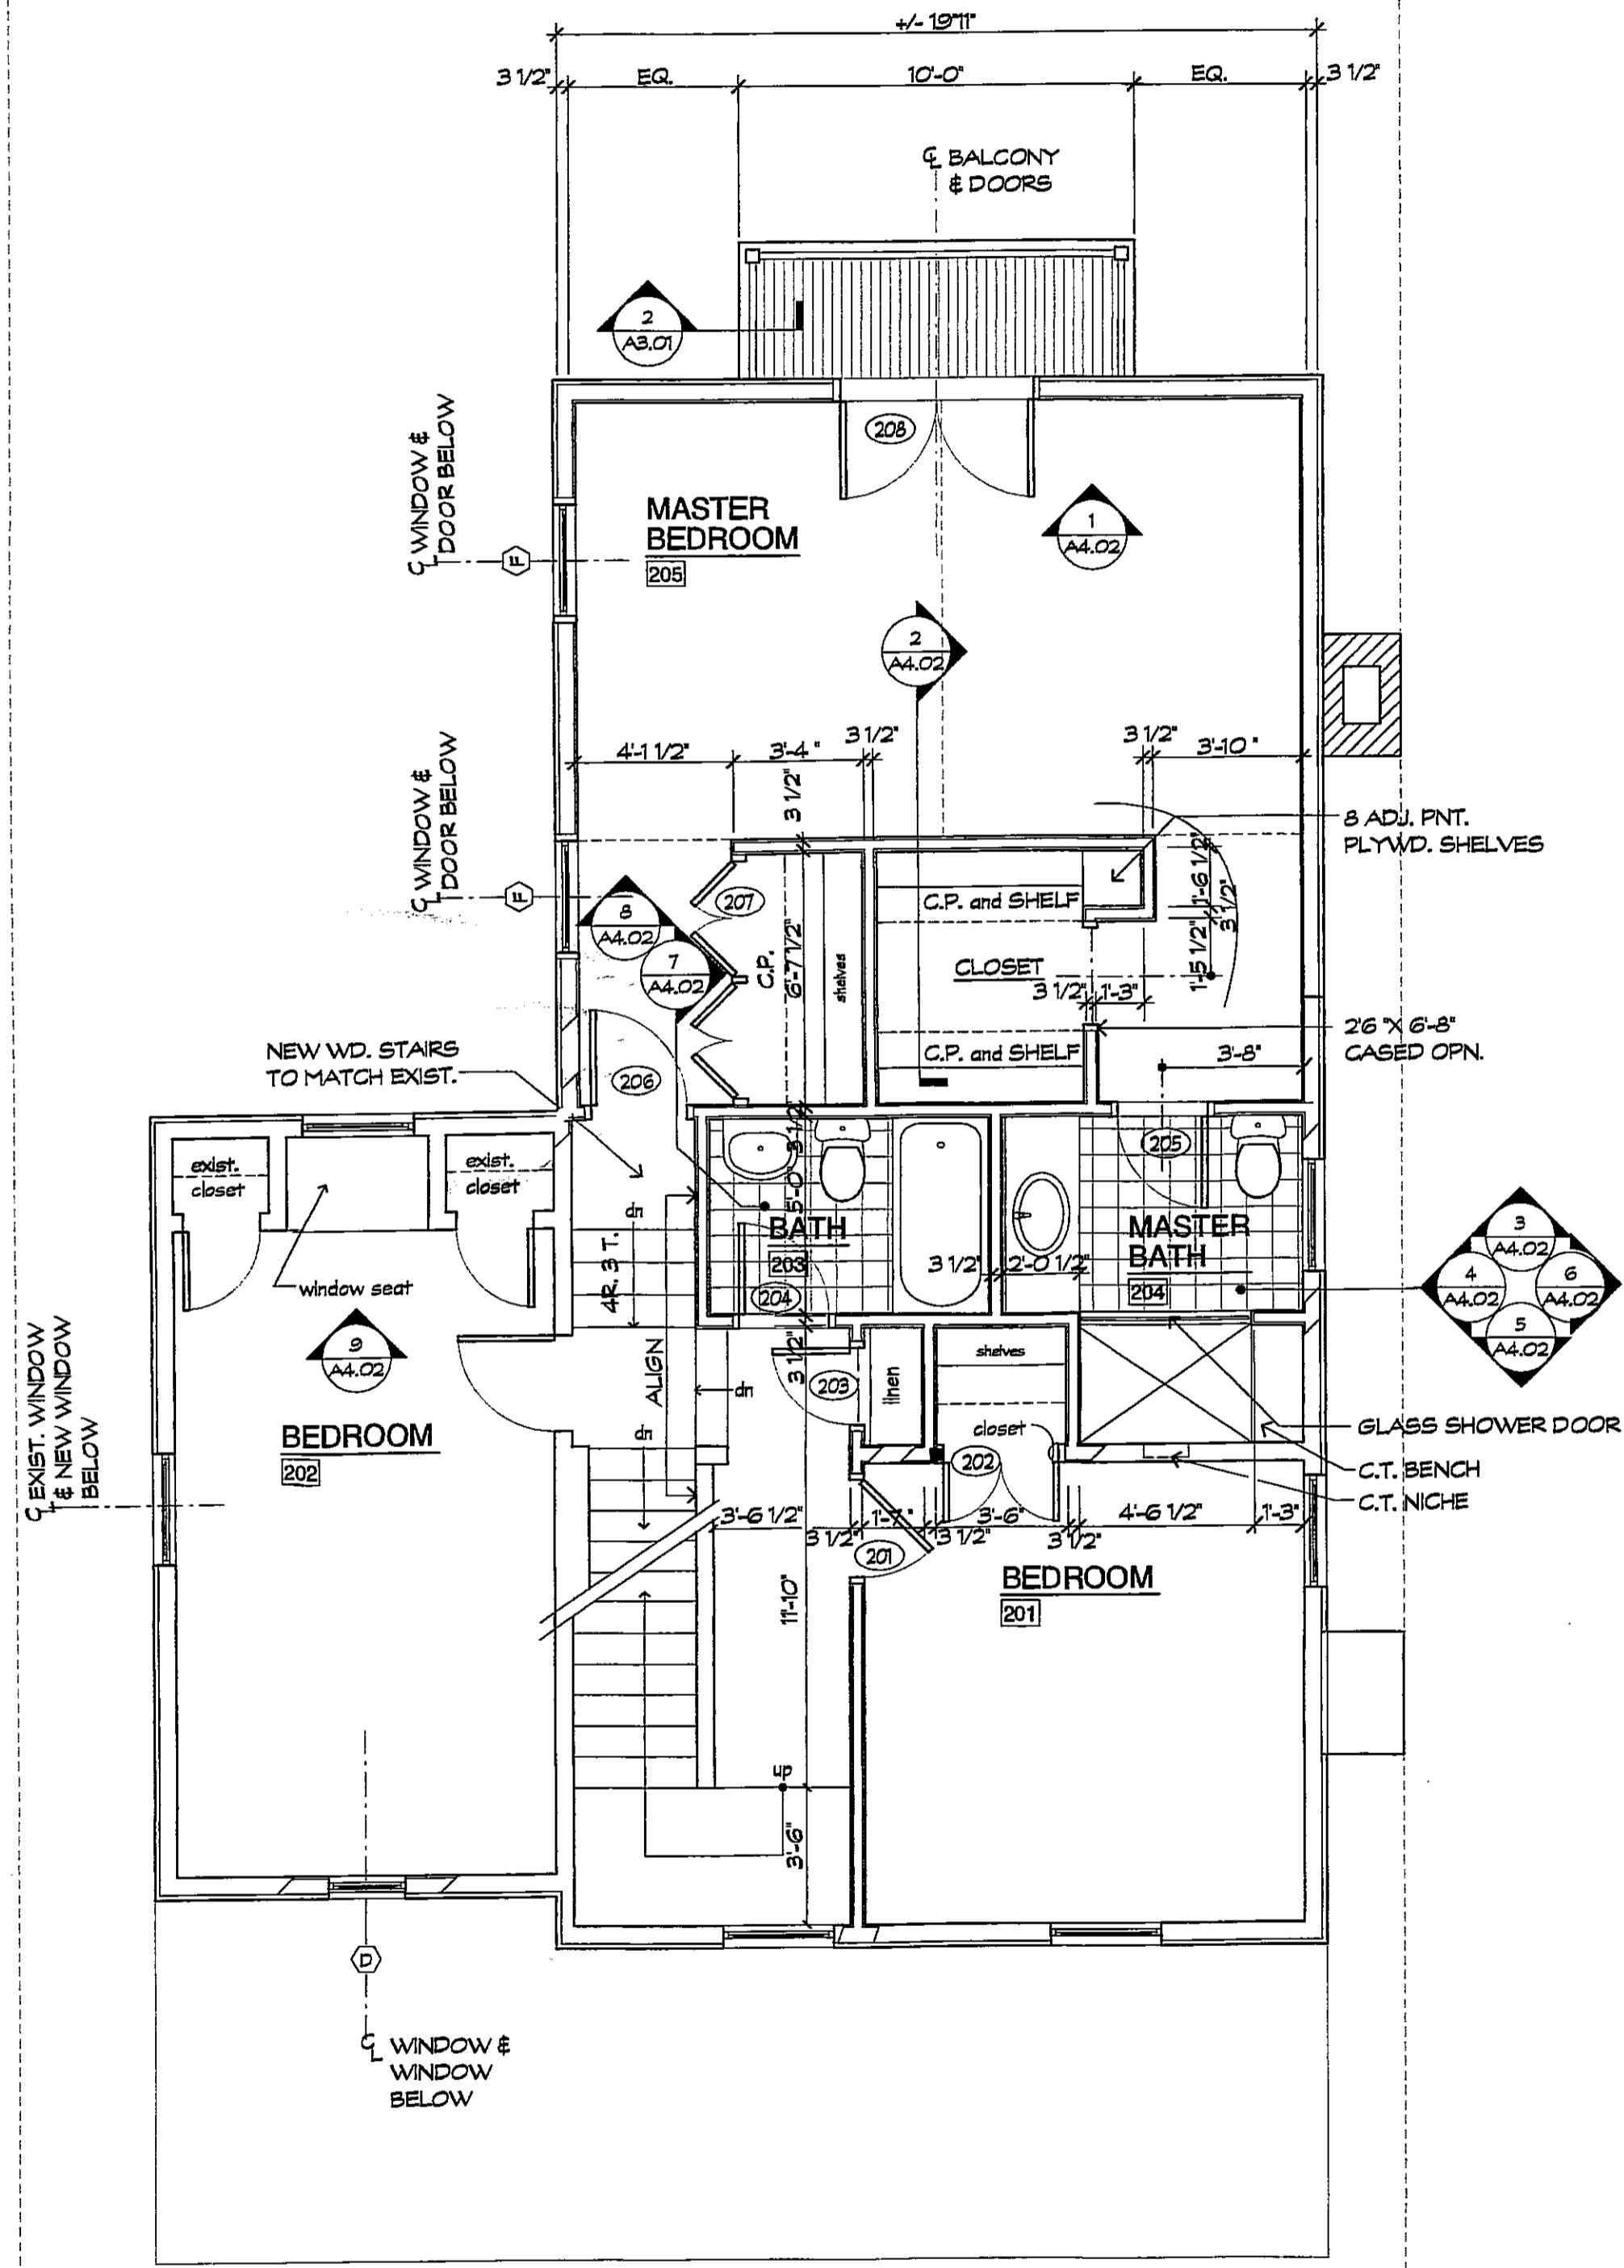 +/- 19'11"
3 1/2"
EQ.
10'-0"
EQ.
3 1/2"
℄ BALCONY
& DOORS
2
A3.01
208
℄ WINDOW &
DOOR BELOW
F
MASTER
BEDROOM
205
1
A4.02
2
A4.02
4'-1 1/2"
3'-4"
3 1/2"
3 1/2"
3'-10"
3 1/2"
℄ WINDOW &
DOOR BELOW
F
8 ADJ. PNT.
PLYWD. SHELVES
207
8
A4.02
7
A4.02
C.P.
6'-7 1/2"
shelves
C.P. and SHELF
1'-6 1/2"
3 1/2"
1'-5 1/2"
CLOSET
3 1/2"
1'-3"
C.P. and SHELF
2'6" X 6'-8"
CASED OPN.
3'-8"
NEW WD. STAIRS
TO MATCH EXIST.
206
3 1/2"
5'-0"
exist.
closet
exist.
closet
window seat
dn
4R. 3 T.
BATH
203
204
3 1/2"
2'-0 1/2"
205
MASTER
BATH
204
3
A4.02
4
A4.02
6
A4.02
5
A4.02
9
A4.02
℄ EXIST. WINDOW
& NEW WINDOW
BELOW
BEDROOM
202
ALIGN
dn
dn
3 1/2"
203
linen
shelves
closet
202
GLASS SHOWER DOOR
C.T. BENCH
C.T. NICHE
3'-6 1/2"
3 1/2"
1'-7"
3 1/2"
3'-6"
3 1/2"
4'-6 1/2"
1'-3"
201
BEDROOM
201
11'-10"
up
3'-6"
D
℄ WINDOW &
WINDOW
BELOW